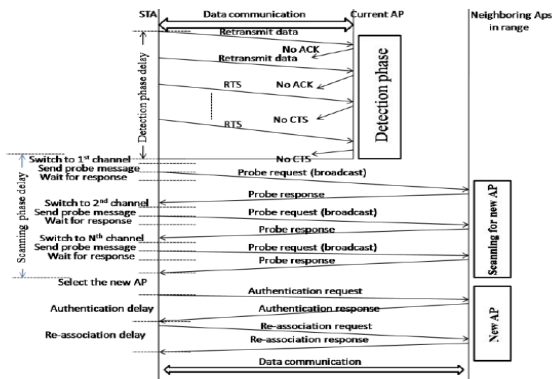 STA
Data communication
Current AP
Neighboring Aps
in range
Retransmit data
No ACK
Retransmit data
No ACK
RTS
No CTS
RTS
No CTS
Detection phase delay
Detection phase
Switch to 1st channel
Send probe message
Wait for response
Probe request (broadcast)
Probe response
Switch to 2nd channel
Send probe message
Wait for response
Probe request (broadcast)
Probe response
Switch to Nth channel
Send probe message
Wait for response
Probe request (broadcast)
Probe response
Scanning phase delay
Scanning for new AP
Select the new AP
Authentication request
Authentication delay
Authentication response
Re-association request
Re-association delay
Re-association response
New AP
Data communication